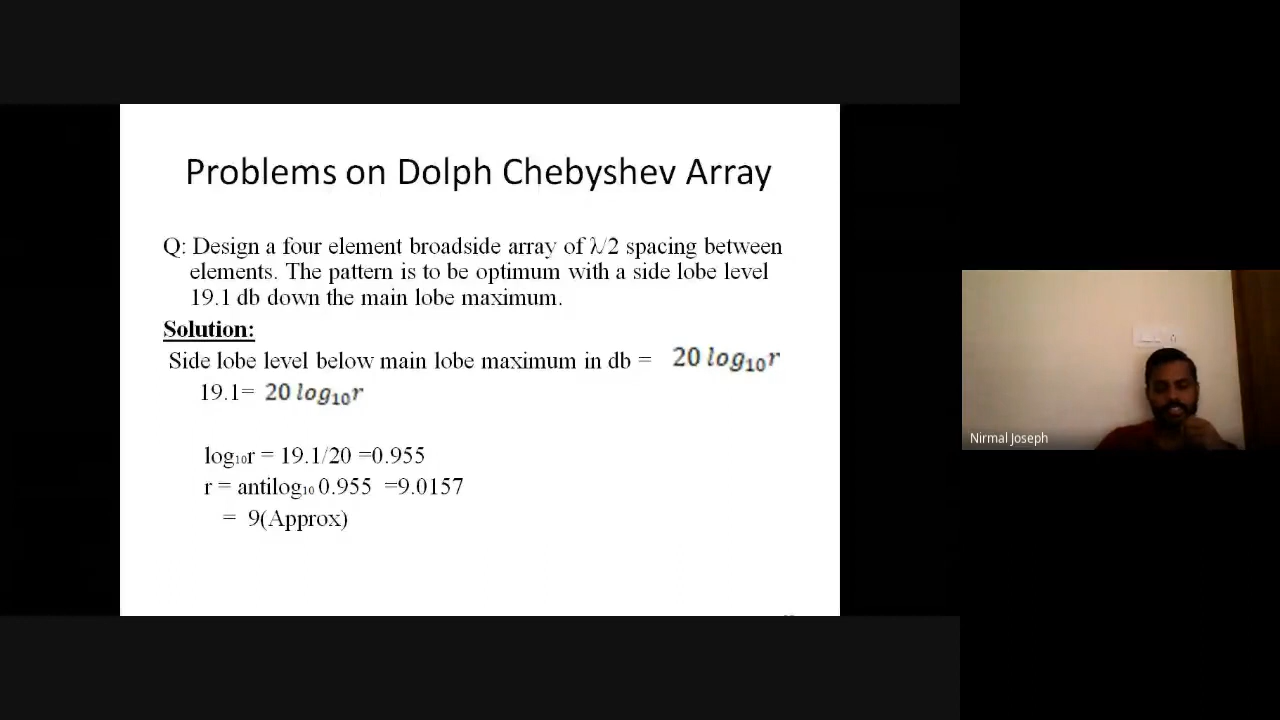 Problems on Dolph Chebyshev Array
Q: Design a four element broadside array of λ/2 spacing between
elements. The pattern is to be optimum with a side lobe level
19.1 db down the main lobe maximum.
Solution:
Side lobe level below main lobe maximum in db = 20 log₁₀r
19.1= 20 log₁₀r
log₁₀r = 19.1/20 =0.955
r = antilog₁₀ 0.955 =9.0157
= 9(Approx)
Nirmal Joseph